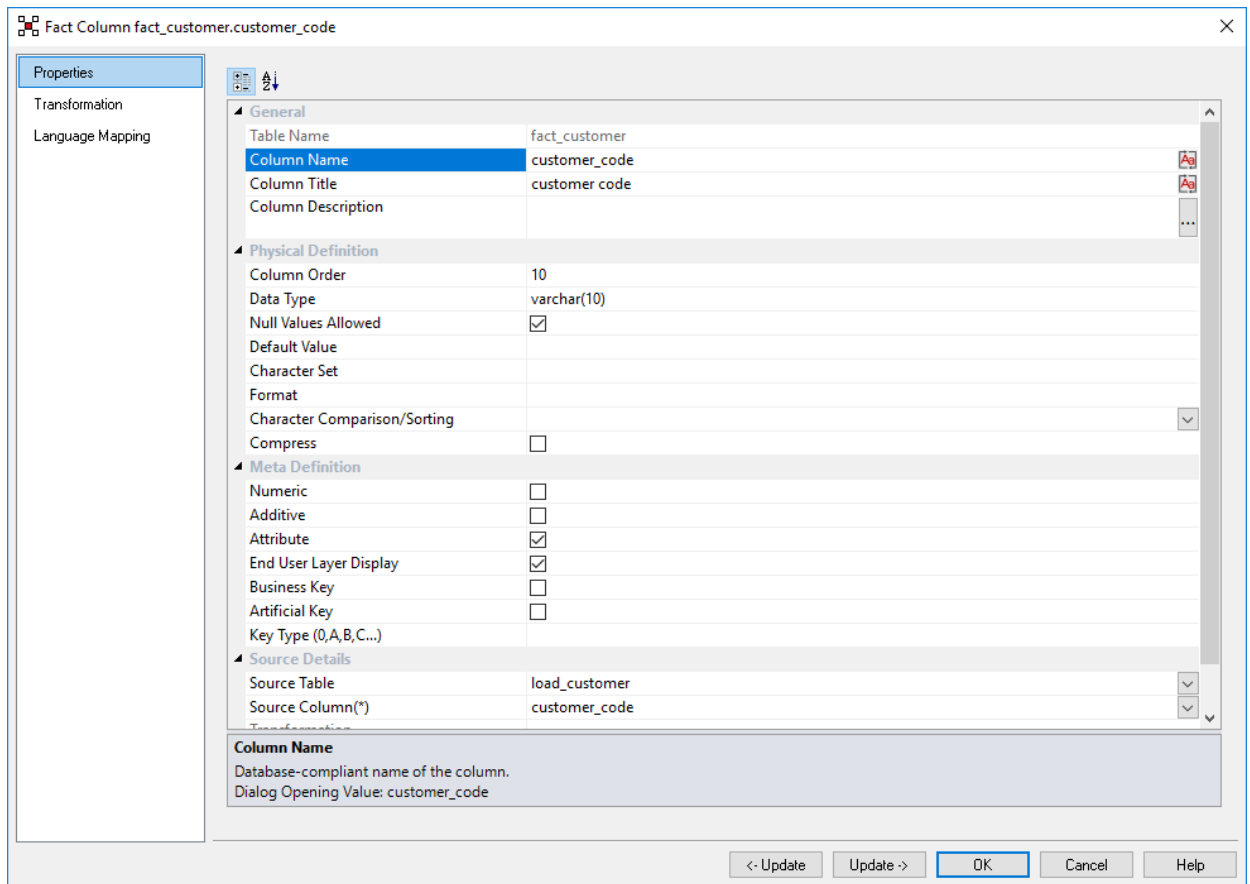 Fact Column fact_customer.customer_code
Properties
Transformation
Language Mapping
General
Table Name fact_customer
Column Name customer_code
Column Title customer code
Column Description
...
Physical Definition
Column Order 10
Data Type varchar(10)
Null Values Allowed
Default Value
Character Set
Format
Character Comparison/Sorting
Compress
Meta Definition
Numeric
Additive
Attribute
End User Layer Display
Business Key
Artificial Key
Key Type (0,A,B,C...)
Source Details
Source Table load_customer
Source Column(*) customer_code
Transformation
Column Name
Database-compliant name of the column.
Dialog Opening Value: customer_code
<- Update Update -> OK Cancel Help